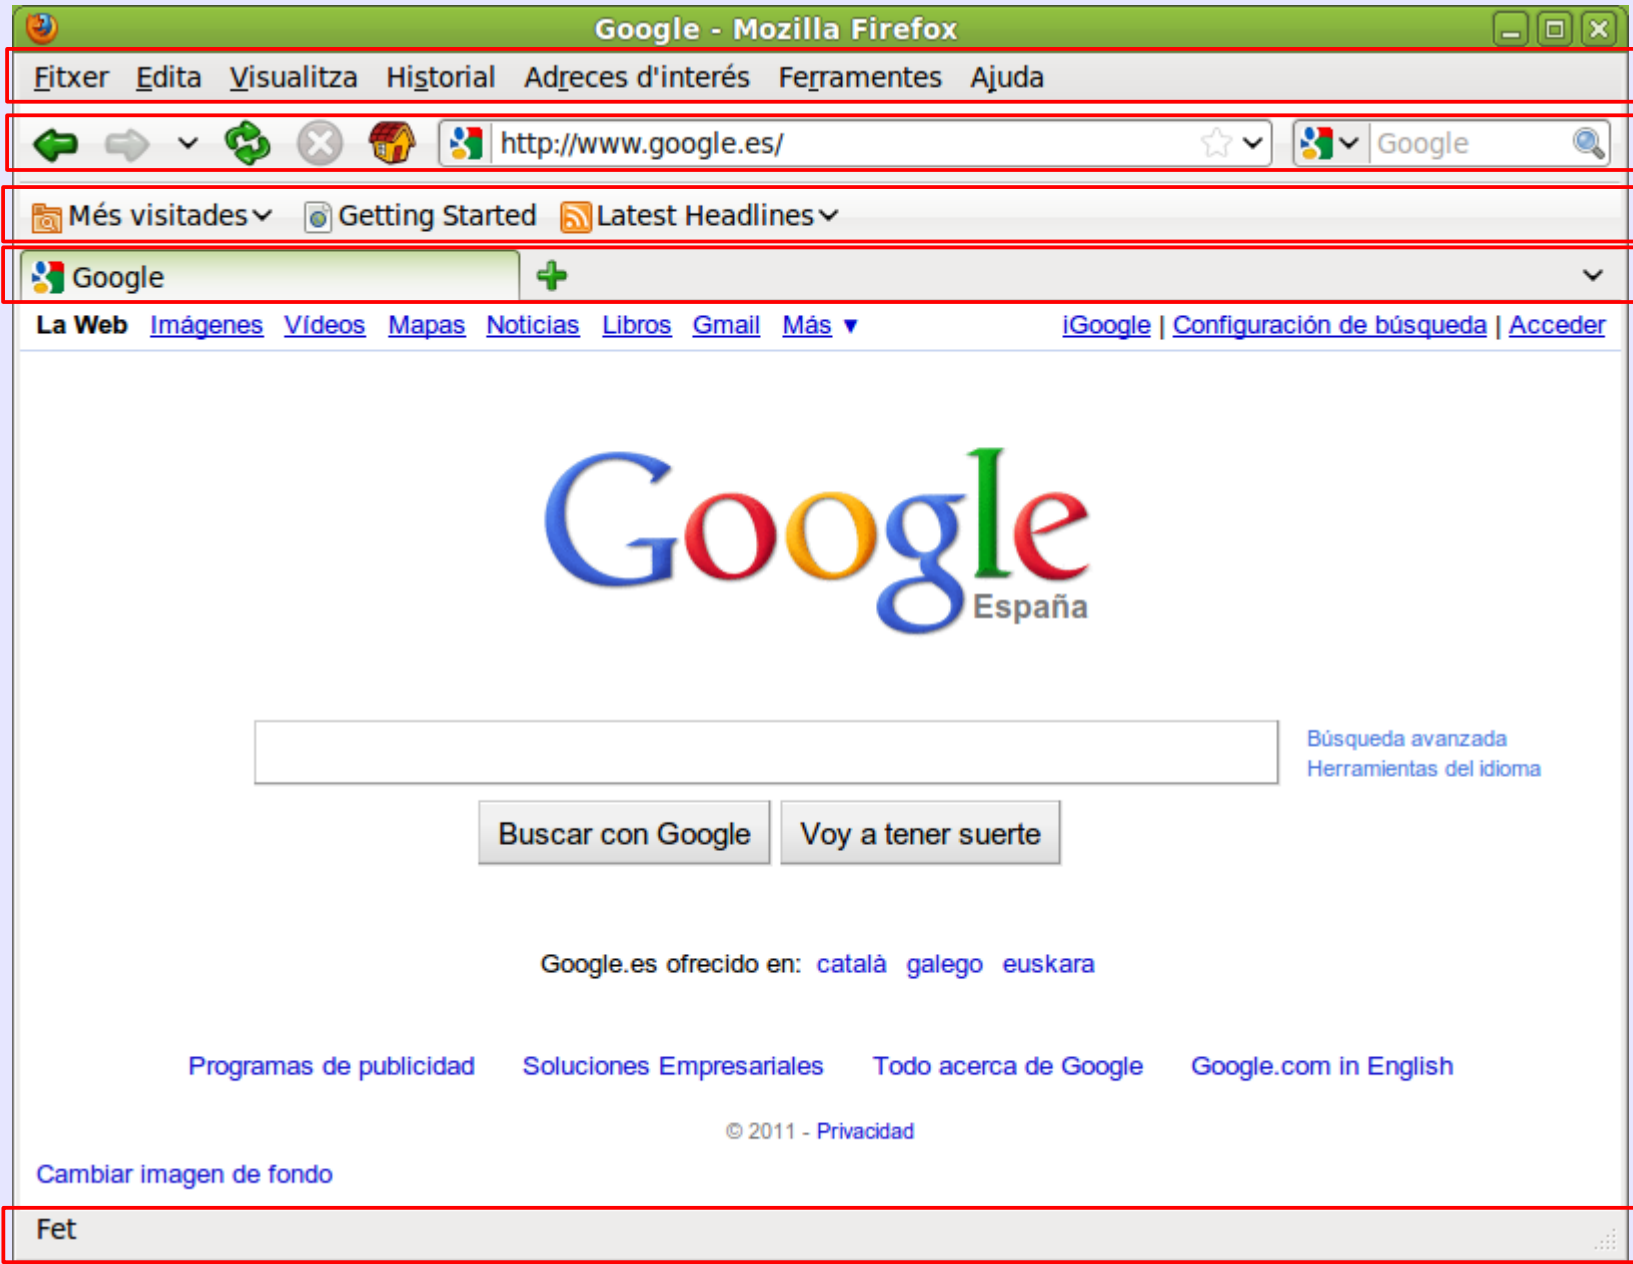 Google - Mozilla Firefox
Fitxer Edita Visualitza Historial Adreces d'interés Ferramentes Ajuda
http://www.google.es/ Google
Més visitades Getting Started Latest Headlines
Google
La Web Imágenes Vídeos Mapas Noticias Libros Gmail Más ▼ iGoogle | Configuración de búsqueda | Acceder
Google
España
Búsqueda avanzada
Herramientas del idioma
Buscar con Google Voy a tener suerte
Google.es ofrecido en: català galego euskara
Programas de publicidad Soluciones Empresariales Todo acerca de Google Google.com in English
© 2011 - Privacidad
Cambiar imagen de fondo
Fet